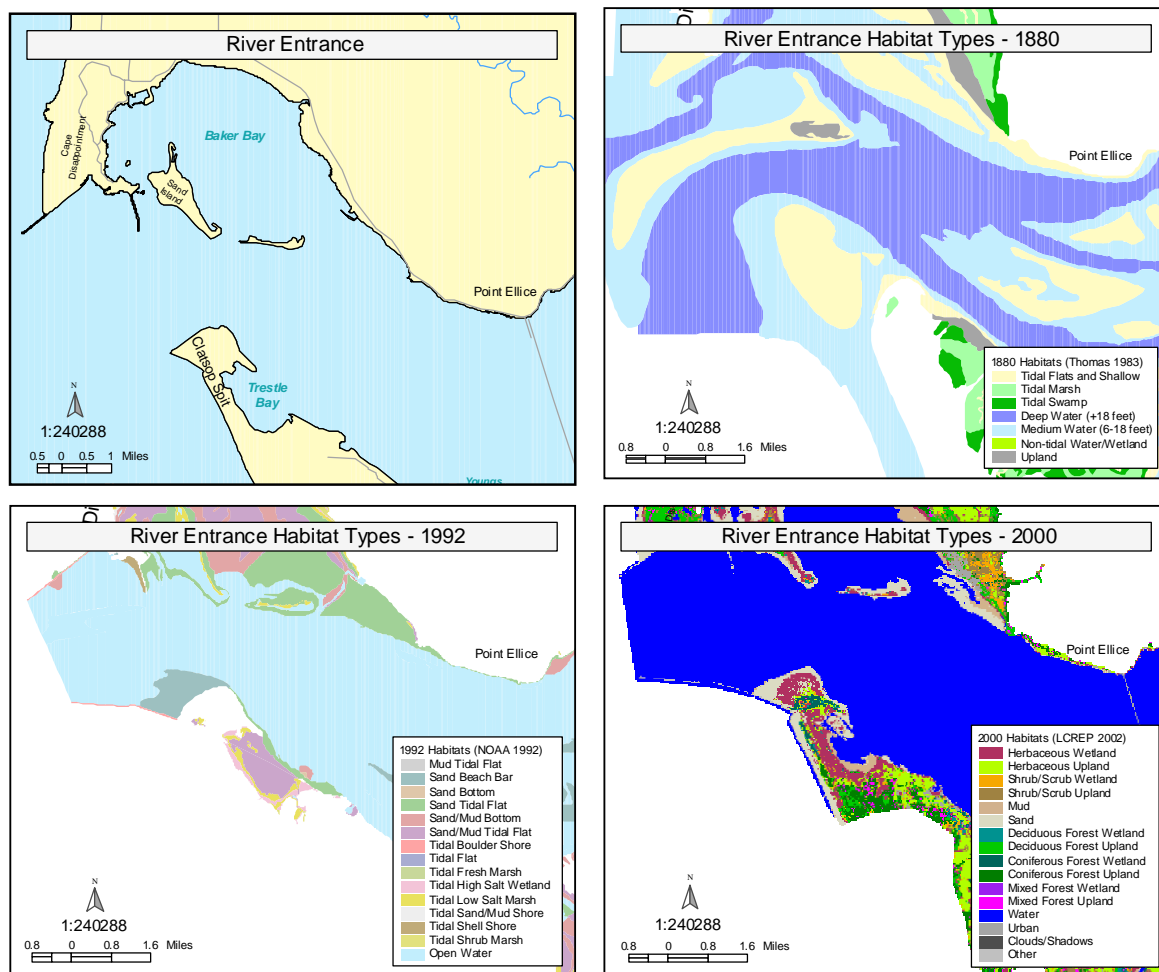 River Entrance
Baker Bay
Cape
Disappointment
Sand
Island
Point Ellice
Clatsop Spit
Trestle
Bay
N
1:240288
0.5 0 0.5 1 Miles
Youngs
River Entrance Habitat Types - 1880
Di
Point Ellice
N
1:240288
0.8 0 0.8 1.6 Miles
1880 Habitats (Thomas 1983)
Tidal Flats and Shallow
Tidal Marsh
Tidal Swamp
Deep Water (+18 feet)
Medium Water (6-18 feet)
Non-tidal Water/Wetland
Upland
River Entrance Habitat Types - 1992
Di
Point Ellice
N
1:240288
0.8 0 0.8 1.6 Miles
1992 Habitats (NOAA 1992)
Mud Tidal Flat
Sand Beach Bar
Sand Bottom
Sand Tidal Flat
Sand/Mud Bottom
Sand/Mud Tidal Flat
Tidal Boulder Shore
Tidal Flat
Tidal Fresh Marsh
Tidal High Salt Wetland
Tidal Low Salt Marsh
Tidal Sand/Mud Shore
Tidal Shell Shore
Tidal Shrub Marsh
Open Water
River Entrance Habitat Types - 2000
Point Ellice
N
1:240288
0.8 0 0.8 1.6 Miles
2000 Habitats (LCREP 2002)
Herbaceous Wetland
Herbaceous Upland
Shrub/Scrub Wetland
Shrub/Scrub Upland
Mud
Sand
Deciduous Forest Wetland
Deciduous Forest Upland
Coniferous Forest Wetland
Coniferous Forest Upland
Mixed Forest Wetland
Mixed Forest Upland
Water
Urban
Clouds/Shadows
Other